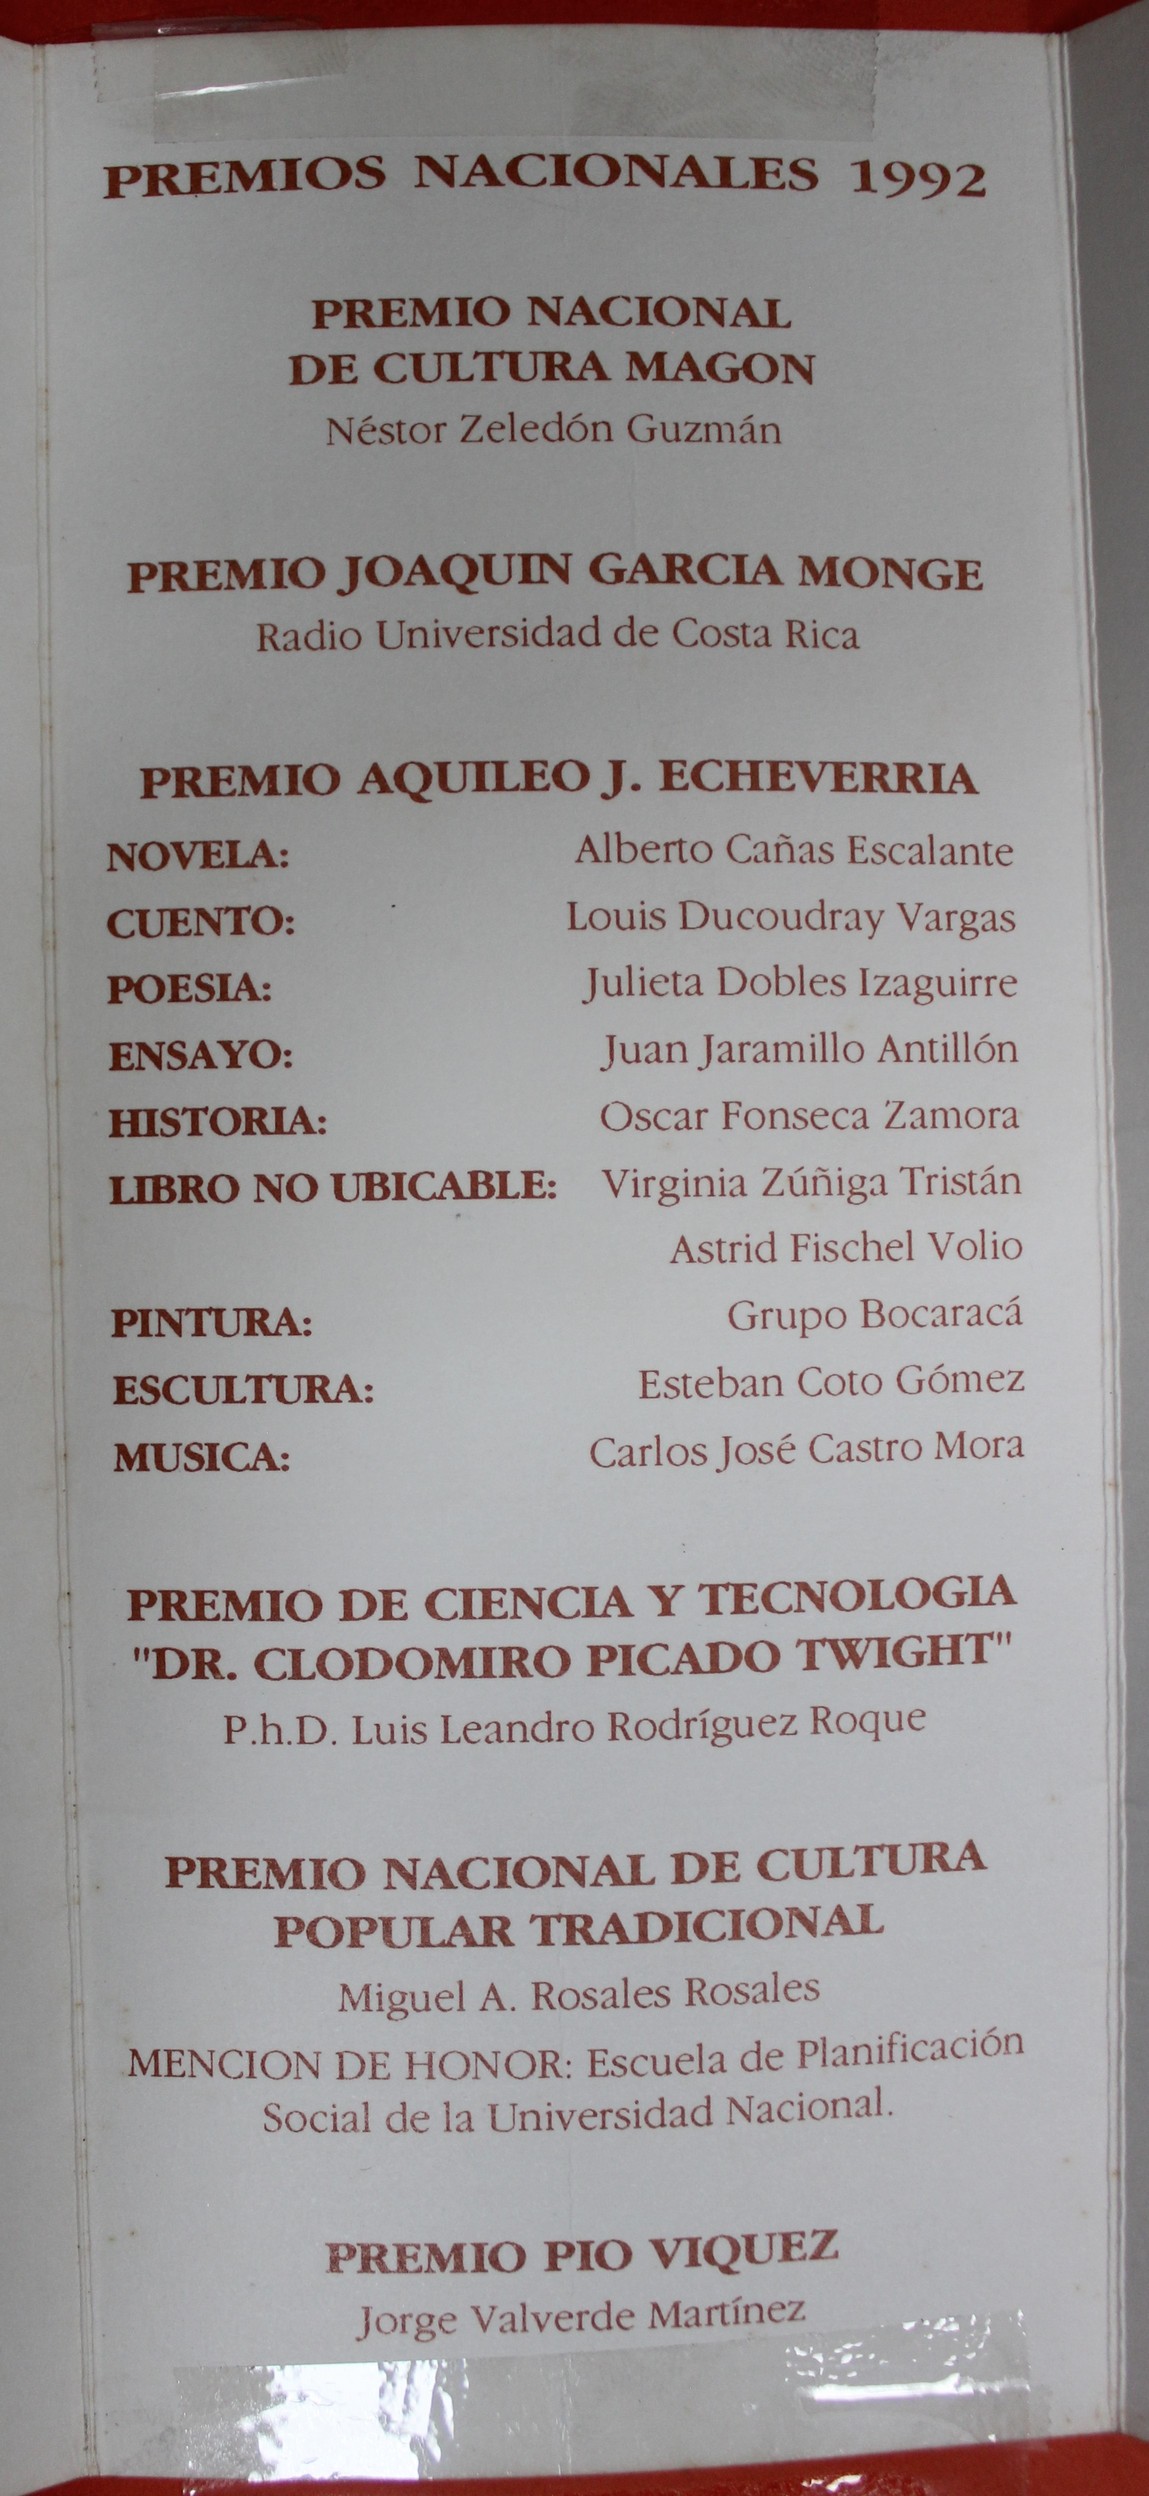 PREMIOS NACIONALES 1992
PREMIO NACIONAL
DE CULTURA MAGON
Néstor Zeledón Guzmán
PREMIO JOAQUIN GARCIA MONGE
Radio Universidad de Costa Rica
PREMIO AQUILEO J. ECHEVERRIA
NOVELA: Alberto Cañas Escalante
CUENTO: Louis Ducoudray Vargas
POESIA: Julieta Dobles Izaguirre
ENSAYO: Juan Jaramillo Antillón
HISTORIA: Oscar Fonseca Zamora
LIBRO NO UBICABLE: Virginia Zúñiga Tristán
Astrid Fischel Volio
PINTURA: Grupo Bocaracá
ESCULTURA: Esteban Coto Gómez
MUSICA: Carlos José Castro Mora
PREMIO DE CIENCIA Y TECNOLOGIA
"DR. CLODOMIRO PICADO TWIGHT"
P.h.D. Luis Leandro Rodríguez Roque
PREMIO NACIONAL DE CULTURA
POPULAR TRADICIONAL
Miguel A. Rosales Rosales
MENCION DE HONOR: Escuela de Planificación
Social de la Universidad Nacional.
PREMIO PIO VIQUEZ
Jorge Valverde Martínez